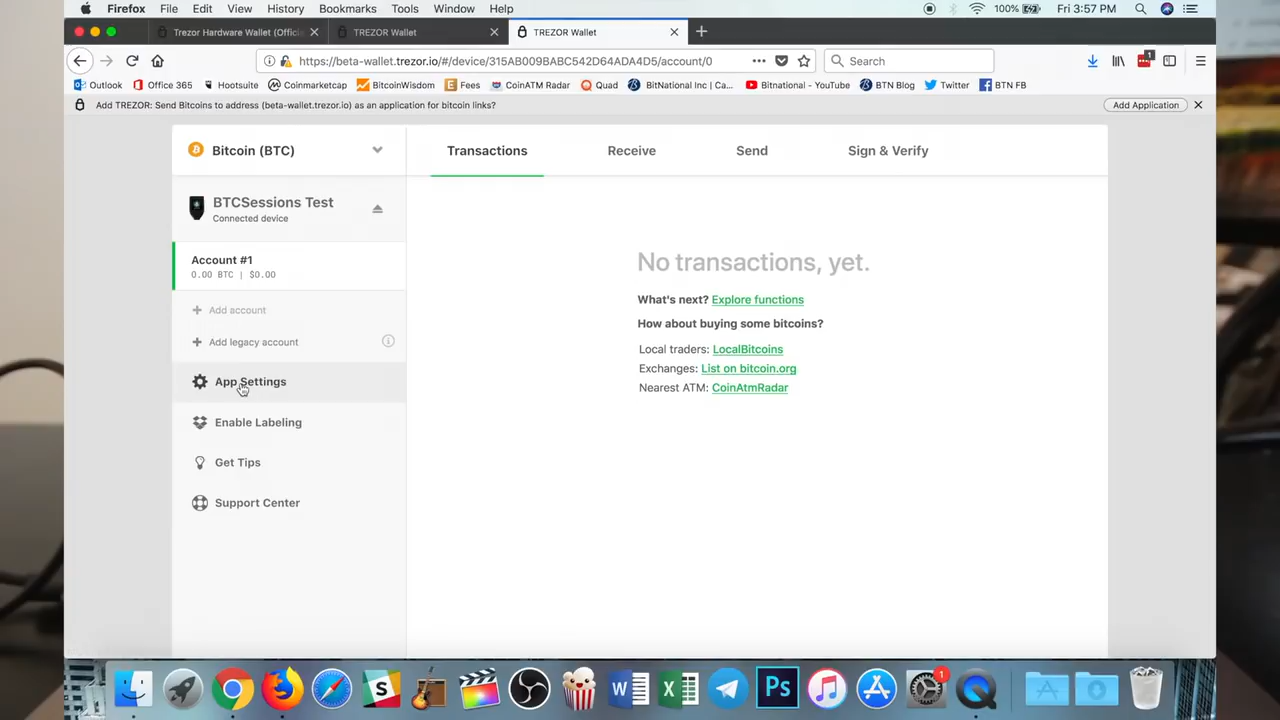 Firefox File Edit View History Bookmarks Tools Window Help 100% Fri 3:57 PM
Trezor Hardware Wallet (Offici TREZOR Wallet TREZOR Wallet
https://beta-wallet.trezor.io/#/device/315AB009BABC542D64ADA4D5/account/0 Search 1
Outlook Office 365 Hootsuite Coinmarketcap BitcoinWisdom Fees CoinATM Radar Quad BitNational Inc | Ca... Bitnational - YouTube BTN Blog Twitter BTN FB
Add TREZOR: Send Bitcoins to address (beta-wallet.trezor.io) as an application for bitcoin links? Add Application
Bitcoin (BTC)
Transactions Receive Send Sign & Verify
BTCSessions Test
Connected device
Account #1
0.00 BTC | $0.00
Add account
Add legacy account
App Settings
Enable Labeling
Get Tips
Support Center
No transactions, yet.
What's next? Explore functions
How about buying some bitcoins?
Local traders: LocalBitcoins
Exchanges: List on bitcoin.org
Nearest ATM: CoinAtmRadar
Ps 1